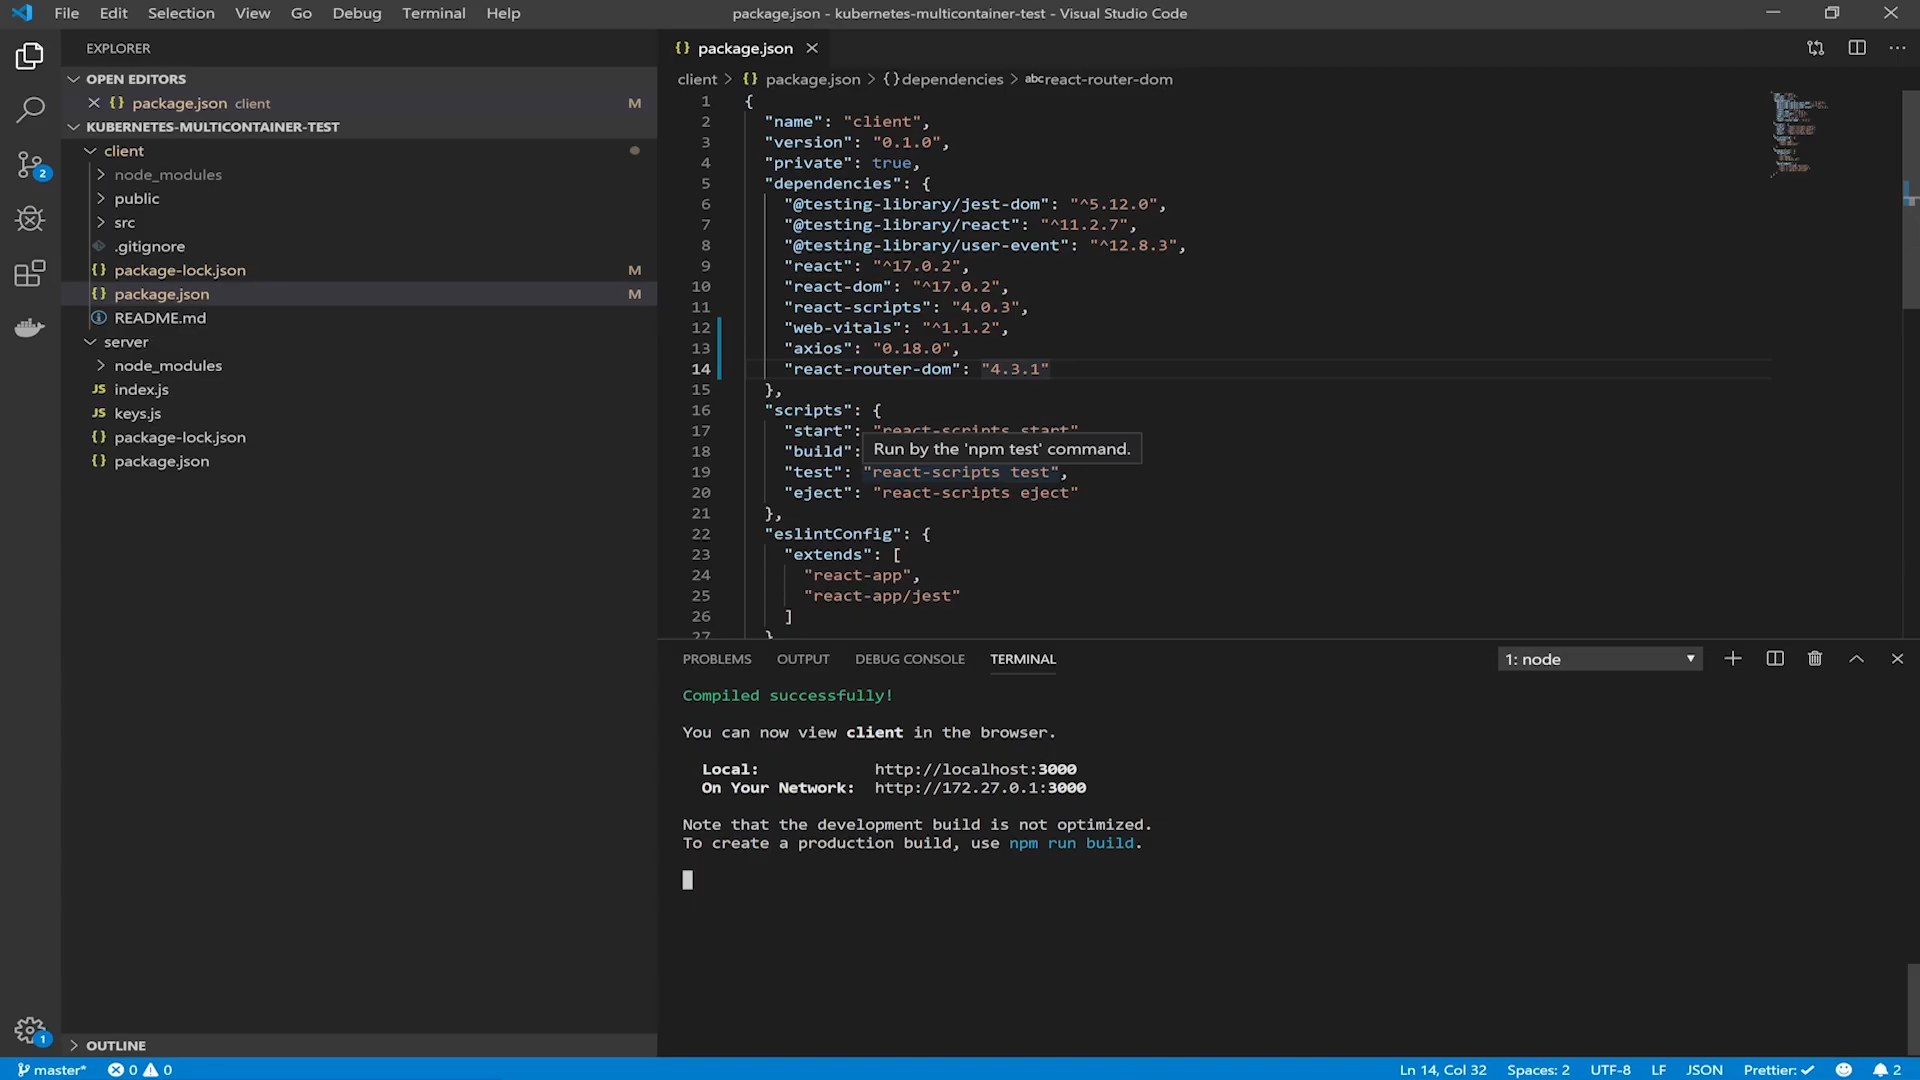 File Edit Selection View Go Debug Terminal Help
package.json - kubernetes-multicontainer-test - Visual Studio Code
EXPLORER
OPEN EDITORS
{} package.json client M
KUBERNETES-MULTICONTAINER-TEST
client
node_modules
public
src
.gitignore
{} package-lock.json M
{} package.json M
README.md
server
node_modules
JS index.js
JS keys.js
{} package-lock.json
{} package.json
OUTLINE
2
1
{} package.json
client > {} package.json > {} dependencies > abc react-router-dom
1 {
2 "name": "client",
3 "version": "0.1.0",
4 "private": true,
5 "dependencies": {
6 "@testing-library/jest-dom": "^5.12.0",
7 "@testing-library/react": "^11.2.7",
8 "@testing-library/user-event": "^12.8.3",
9 "react": "^17.0.2",
10 "react-dom": "^17.0.2",
11 "react-scripts": "4.0.3",
12 "web-vitals": "^1.1.2",
13 "axios": "0.18.0",
14 "react-router-dom": "4.3.1"
15 },
16 "scripts": {
17 "start": "react-scripts start"
18 "build":
Run by the 'npm test' command.
19 "test": "react-scripts test",
20 "eject": "react-scripts eject"
21 },
22 "eslintConfig": {
23 "extends": [
24 "react-app",
25 "react-app/jest"
26 ]
27 }
PROBLEMS OUTPUT DEBUG CONSOLE TERMINAL
1: node
Compiled successfully!
You can now view client in the browser.
Local: http://localhost:3000
On Your Network: http://172.27.0.1:3000
Note that the development build is not optimized.
To create a production build, use npm run build.
master* 0 0 Ln 14, Col 32 Spaces: 2 UTF-8 LF JSON Prettier: ✓ 2